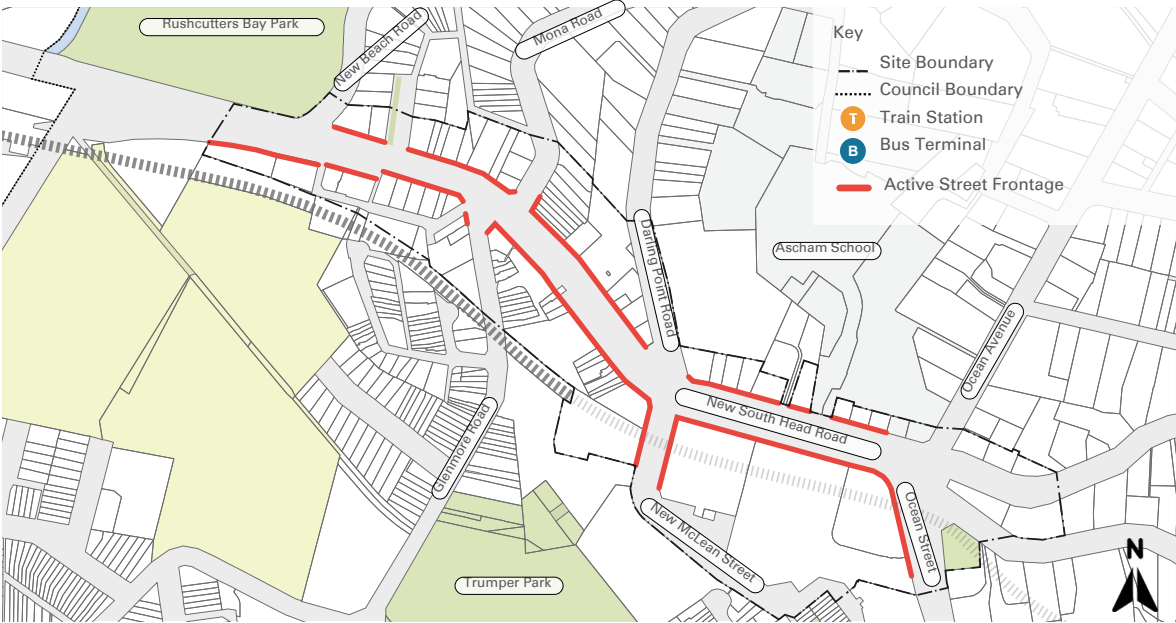 Rushcutters Bay Park
New Beach Road
Mona Road
Key
Site Boundary
Council Boundary
T
Train Station
B
Bus Terminal
Active Street Frontage
Darling Point Road
Ascham School
Ocean Avenue
New South Head Road
Glenmore Road
Ocean Street
New McLean Street
Trumper Park
N